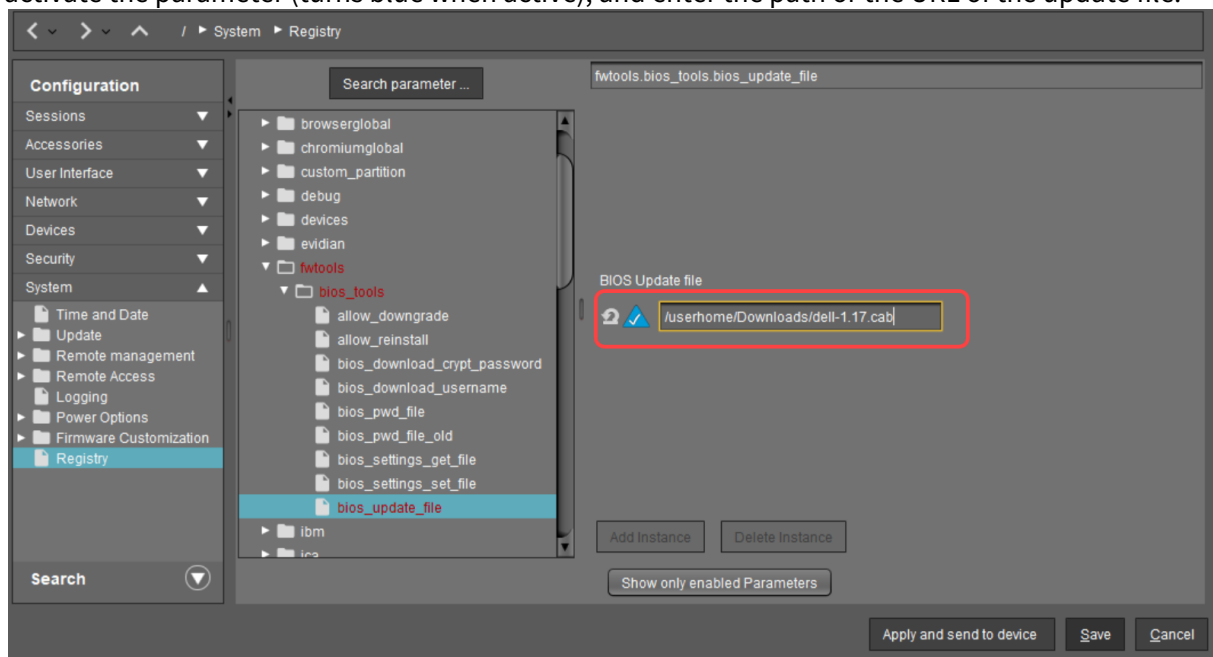 activate the parameter (turns blue when active), and enter the path or the URL of the update file.
/ System Registry
Configuration
Sessions
Accessories
User Interface
Network
Devices
Security
System
Time and Date
Update
Remote management
Remote Access
Logging
Power Options
Firmware Customization
Registry
Search
Search parameter ...
browserglobal
chromiumglobal
custom_partition
debug
devices
evidian
fwtools
bios_tools
allow_downgrade
allow_reinstall
bios_download_crypt_password
bios_download_username
bios_pwd_file
bios_pwd_file_old
bios_settings_get_file
bios_settings_set_file
bios_update_file
ibm
ica
fwtools.bios_tools.bios_update_file
BIOS Update file
/userhome/Downloads/dell-1.17.cab
Add Instance Delete Instance
Show only enabled Parameters
Apply and send to device Save Cancel